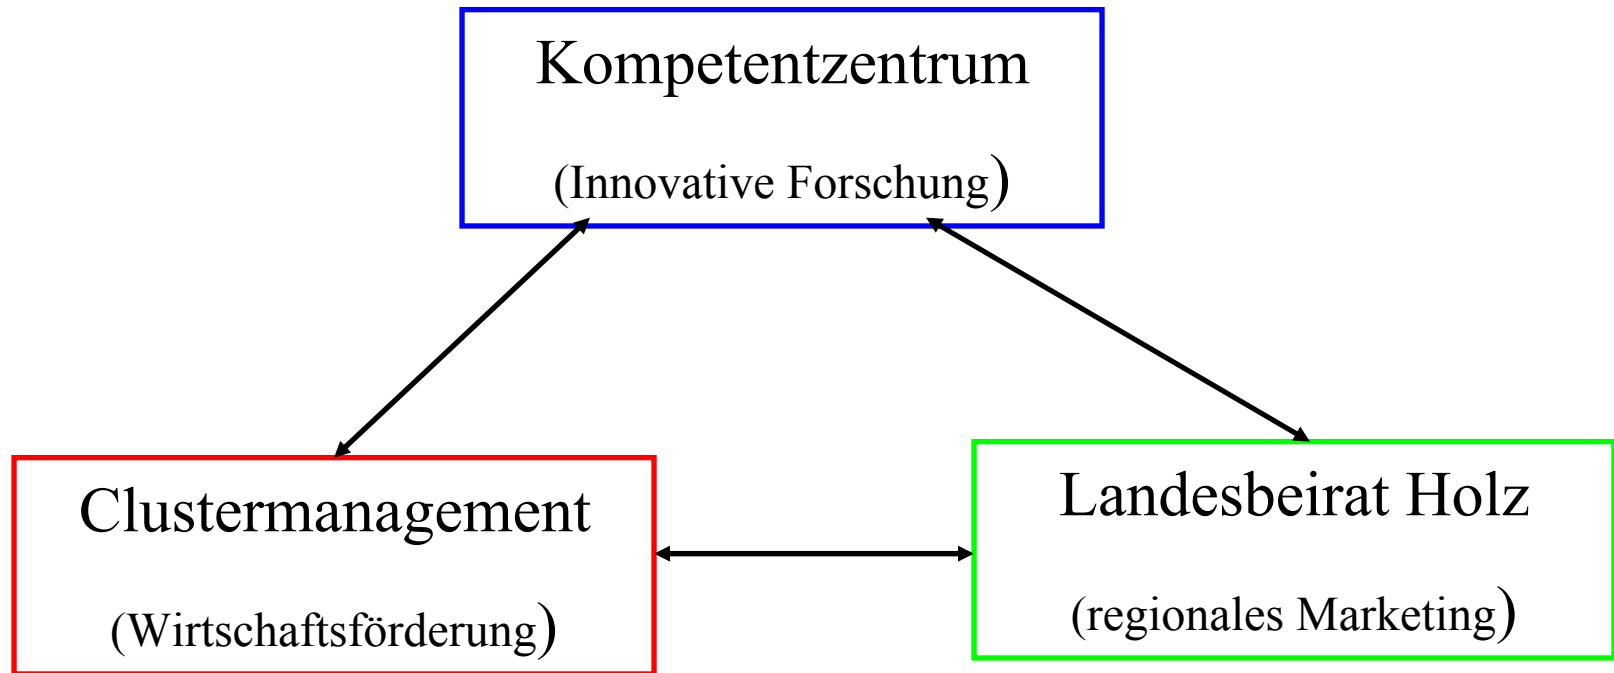 Kompetentzentrum
(Innovative Forschung)
Clustermanagement
(Wirtschaftsförderung)
Landesbeirat Holz
(regionales Marketing)